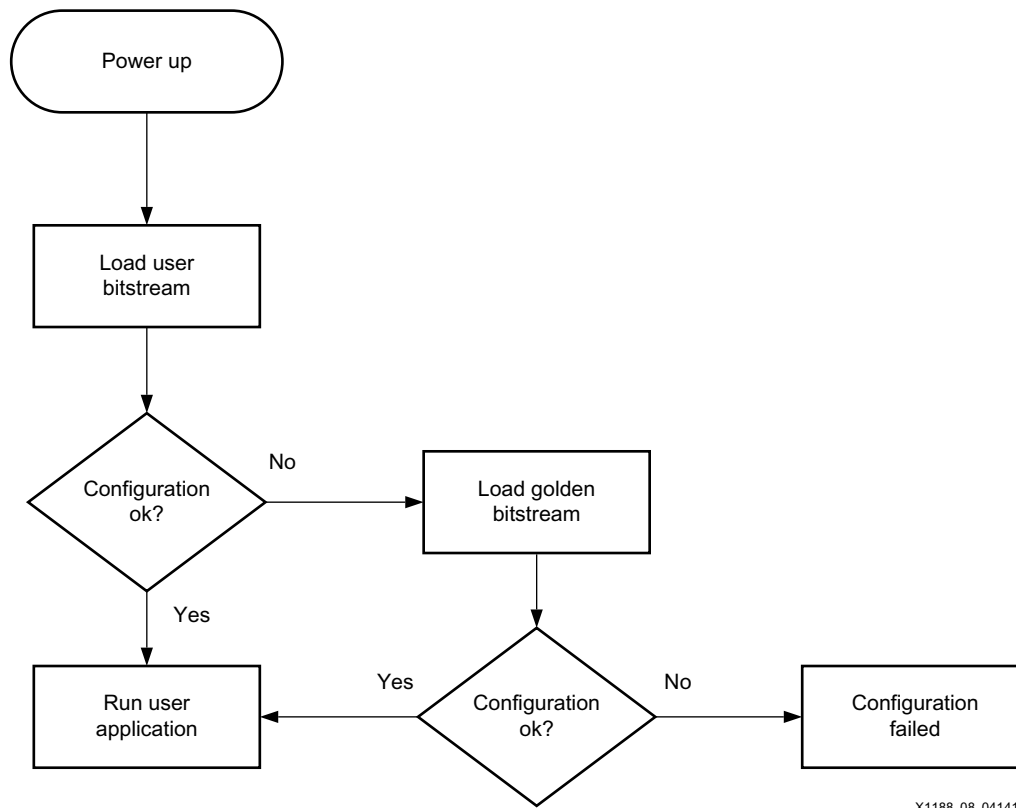 Power up
Load user
bitstream
Configuration
ok?
No
Load golden
bitstream
Yes
Run user
application
Yes
Configuration
ok?
No
Configuration
failed
X1188_08_04141